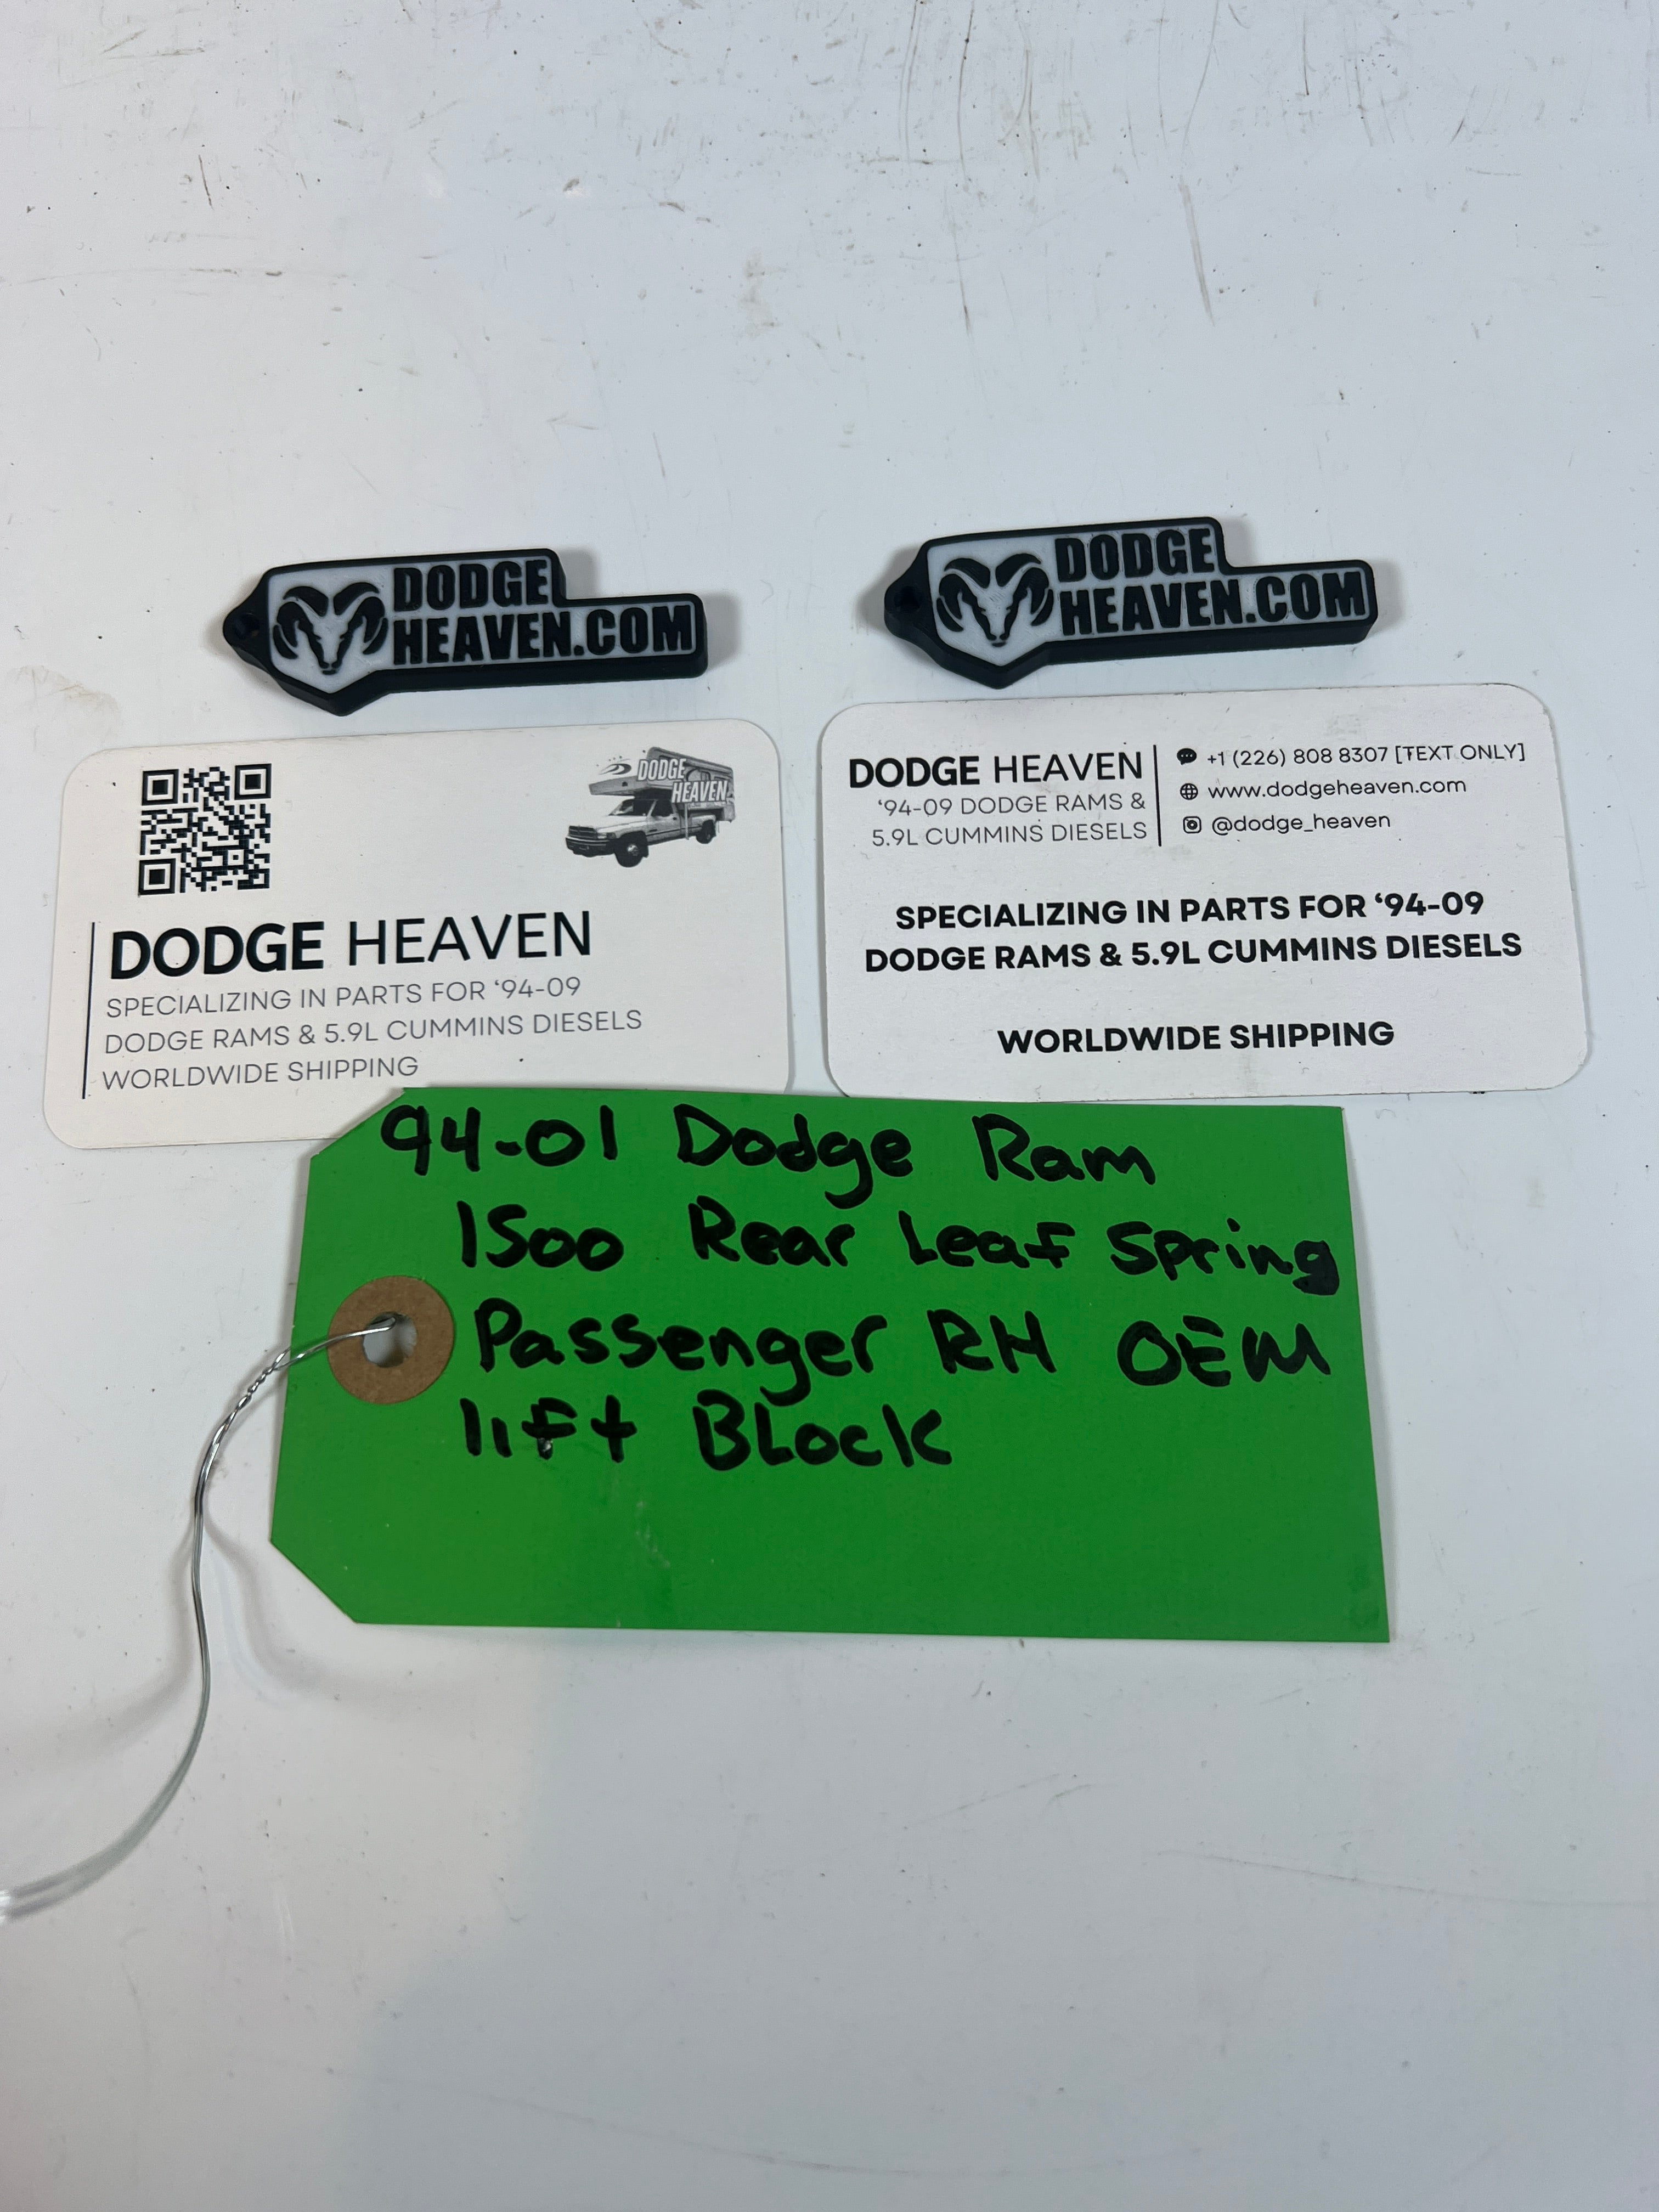 DODGE
HEAVEN.COM
DODGE
HEAVEN.COM
DODGE
HEAVEN
DODGE HEAVEN
SPECIALIZING IN PARTS FOR ‘94-09
DODGE RAMS & 5.9L CUMMINS DIESELS
WORLDWIDE SHIPPING
DODGE HEAVEN
‘94-09 DODGE RAMS &
5.9L CUMMINS DIESELS
+1 (226) 808 8307 [TEXT ONLY]
www.dodgeheaven.com
@dodge_heaven
SPECIALIZING IN PARTS FOR ‘94-09
DODGE RAMS & 5.9L CUMMINS DIESELS
WORLDWIDE SHIPPING
94-01 Dodge Ram
1500 Rear Leaf Spring
Passenger RH OEM
lift Block